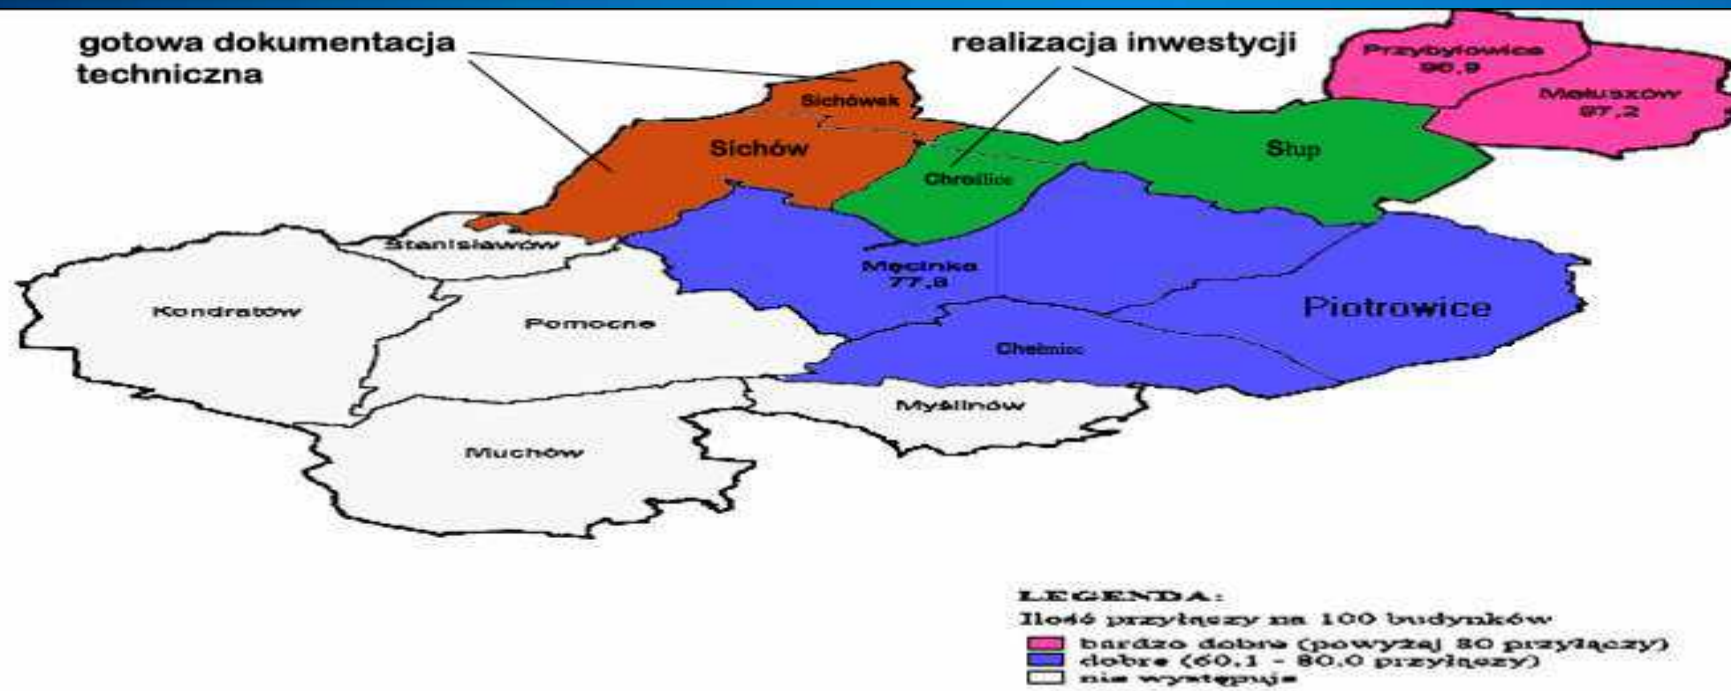 gotowa dokumentacja
techniczna
realizacja inwestycji
Przybyłowice
90,9
Małuszów
97,2
Sichówek
Sichów
Słup
Chroślice
Stanisławów
Męcinka
77,8
Kondratów
Pomocne
Piotrowice
Chełmiec
Myślinów
Muchów
LEGENDA:
Ilość przyłączy na 100 budynków
bardzo dobre (powyżej 80 przyłączy)
dobre (60,1 - 80,0 przyłączy)
nie występuje